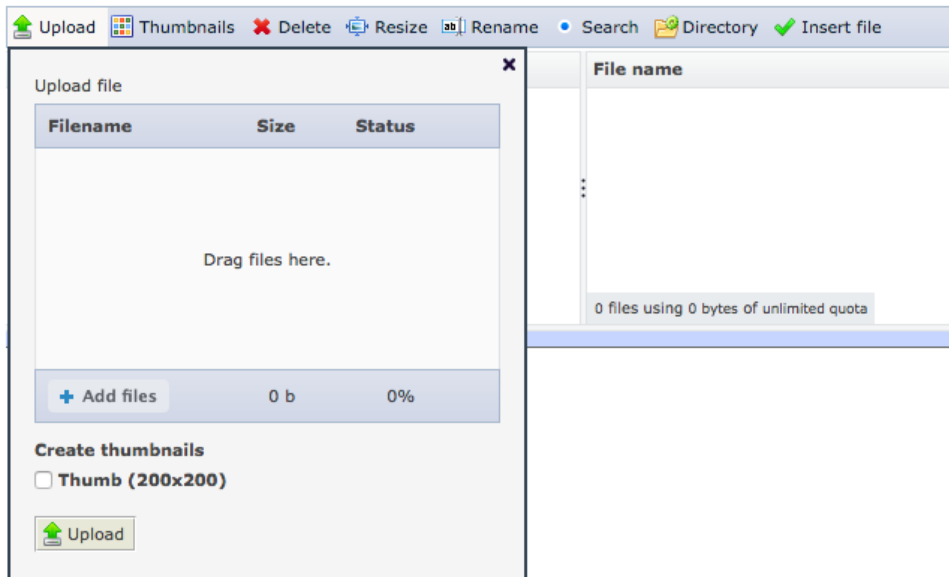 Upload Thumbnails Delete Resize Rename Search Directory Insert file
File name
Upload file
Filename Size Status
Drag files here.
0 files using 0 bytes of unlimited quota
Add files 0 b 0%
Create thumbnails
Thumb (200x200)
Upload